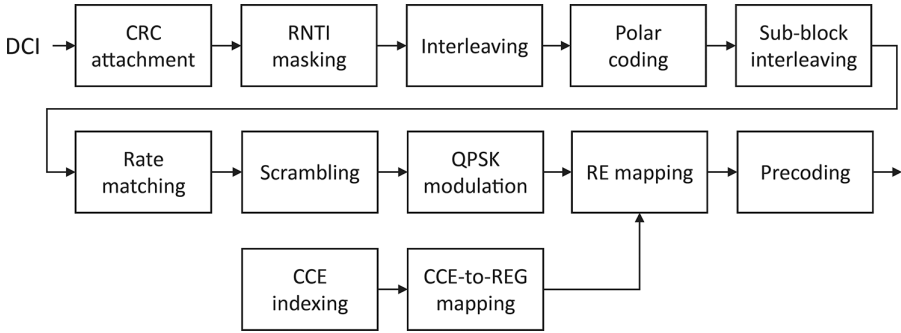 DCI
CRC
attachment
RNTI
masking
Interleaving
Polar
coding
Sub-block
interleaving
Rate
matching
Scrambling
QPSK
modulation
RE mapping
Precoding
CCE
indexing
CCE-to-REG
mapping